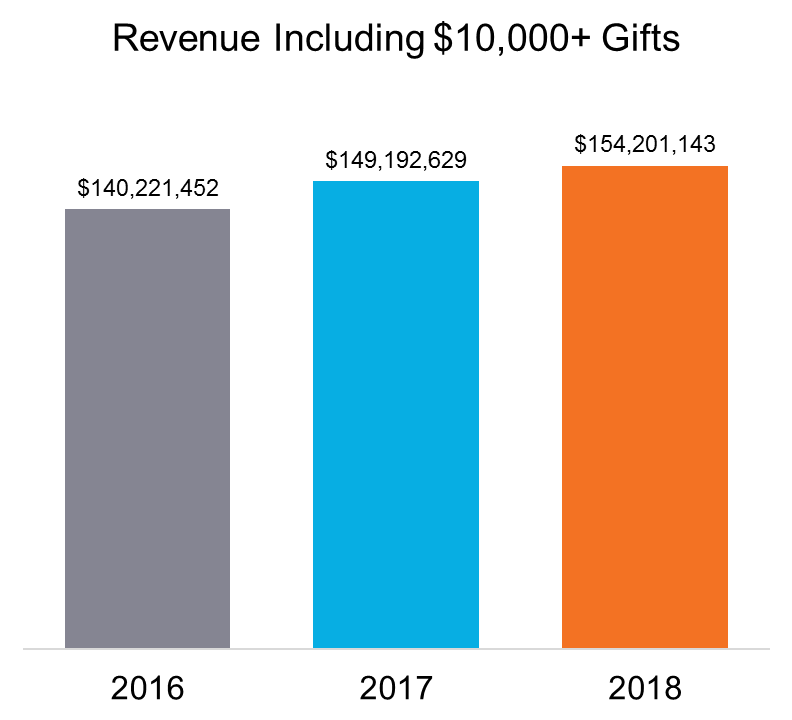 Revenue Including $10,000+ Gifts
$154,201,143
$149,192,629
$140,221,452
2016 2017 2018